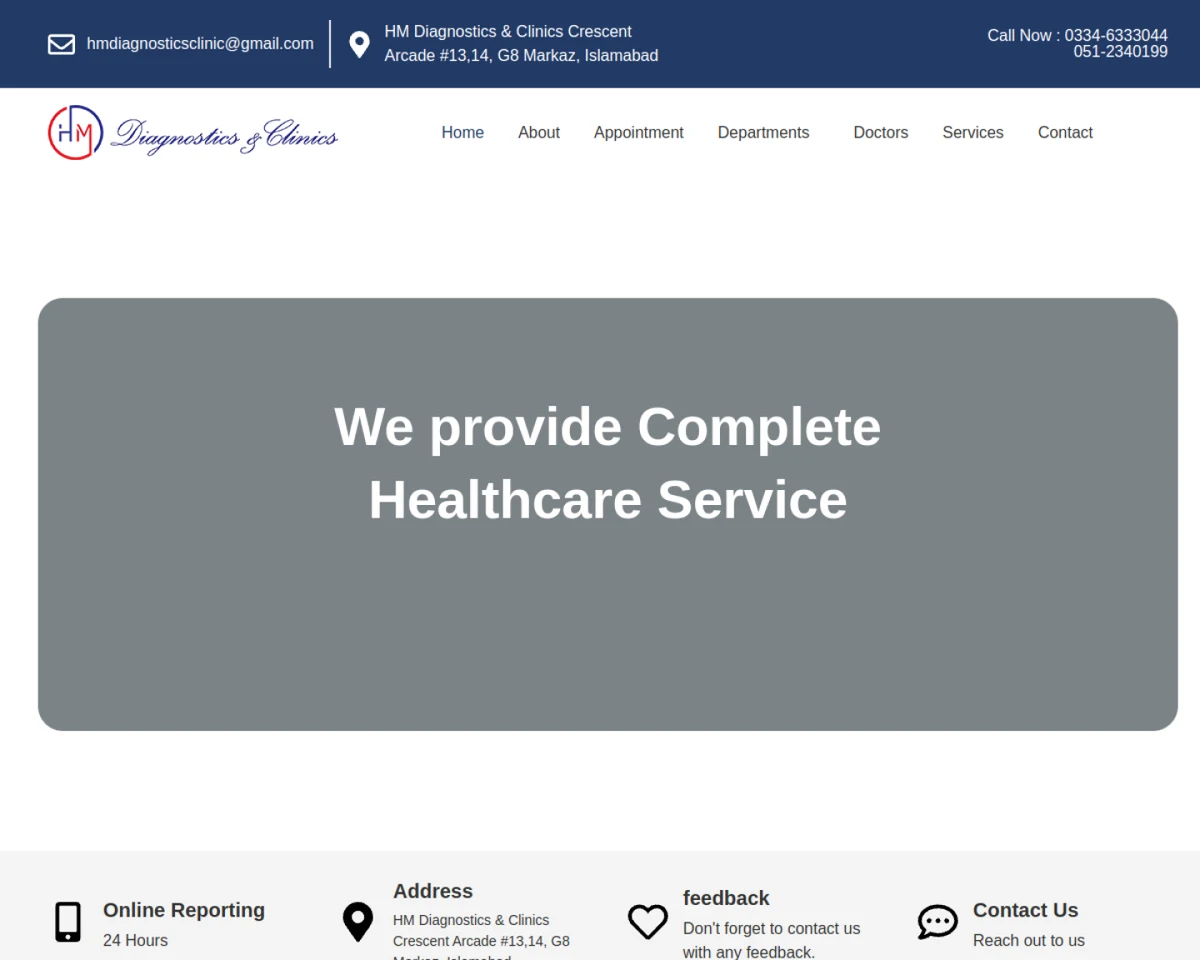 hmdiagnosticsclinic@gmail.com
HM Diagnostics & Clinics Crescent
Arcade #13,14, G8 Markaz, Islamabad
Call Now : 0334-6333044
051-2340199
HM Diagnostics & Clinics
Home About Appointment Departments Doctors Services Contact
We provide Complete
Healthcare Service
Online Reporting
24 Hours
Address
HM Diagnostics & Clinics
Crescent Arcade #13,14, G8
Markaz, Islamabad
feedback
Don't forget to contact us
with any feedback.
Contact Us
Reach out to us